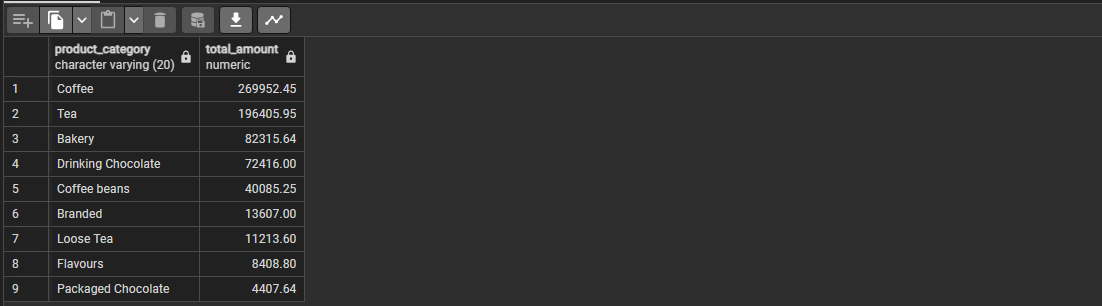 product_category total_amount
character varying (20) numeric
1 Coffee 269952.45
2 Tea 196405.95
3 Bakery 82315.64
4 Drinking Chocolate 72416.00
5 Coffee beans 40085.25
6 Branded 13607.00
7 Loose Tea 11213.60
8 Flavours 8408.80
9 Packaged Chocolate 4407.64